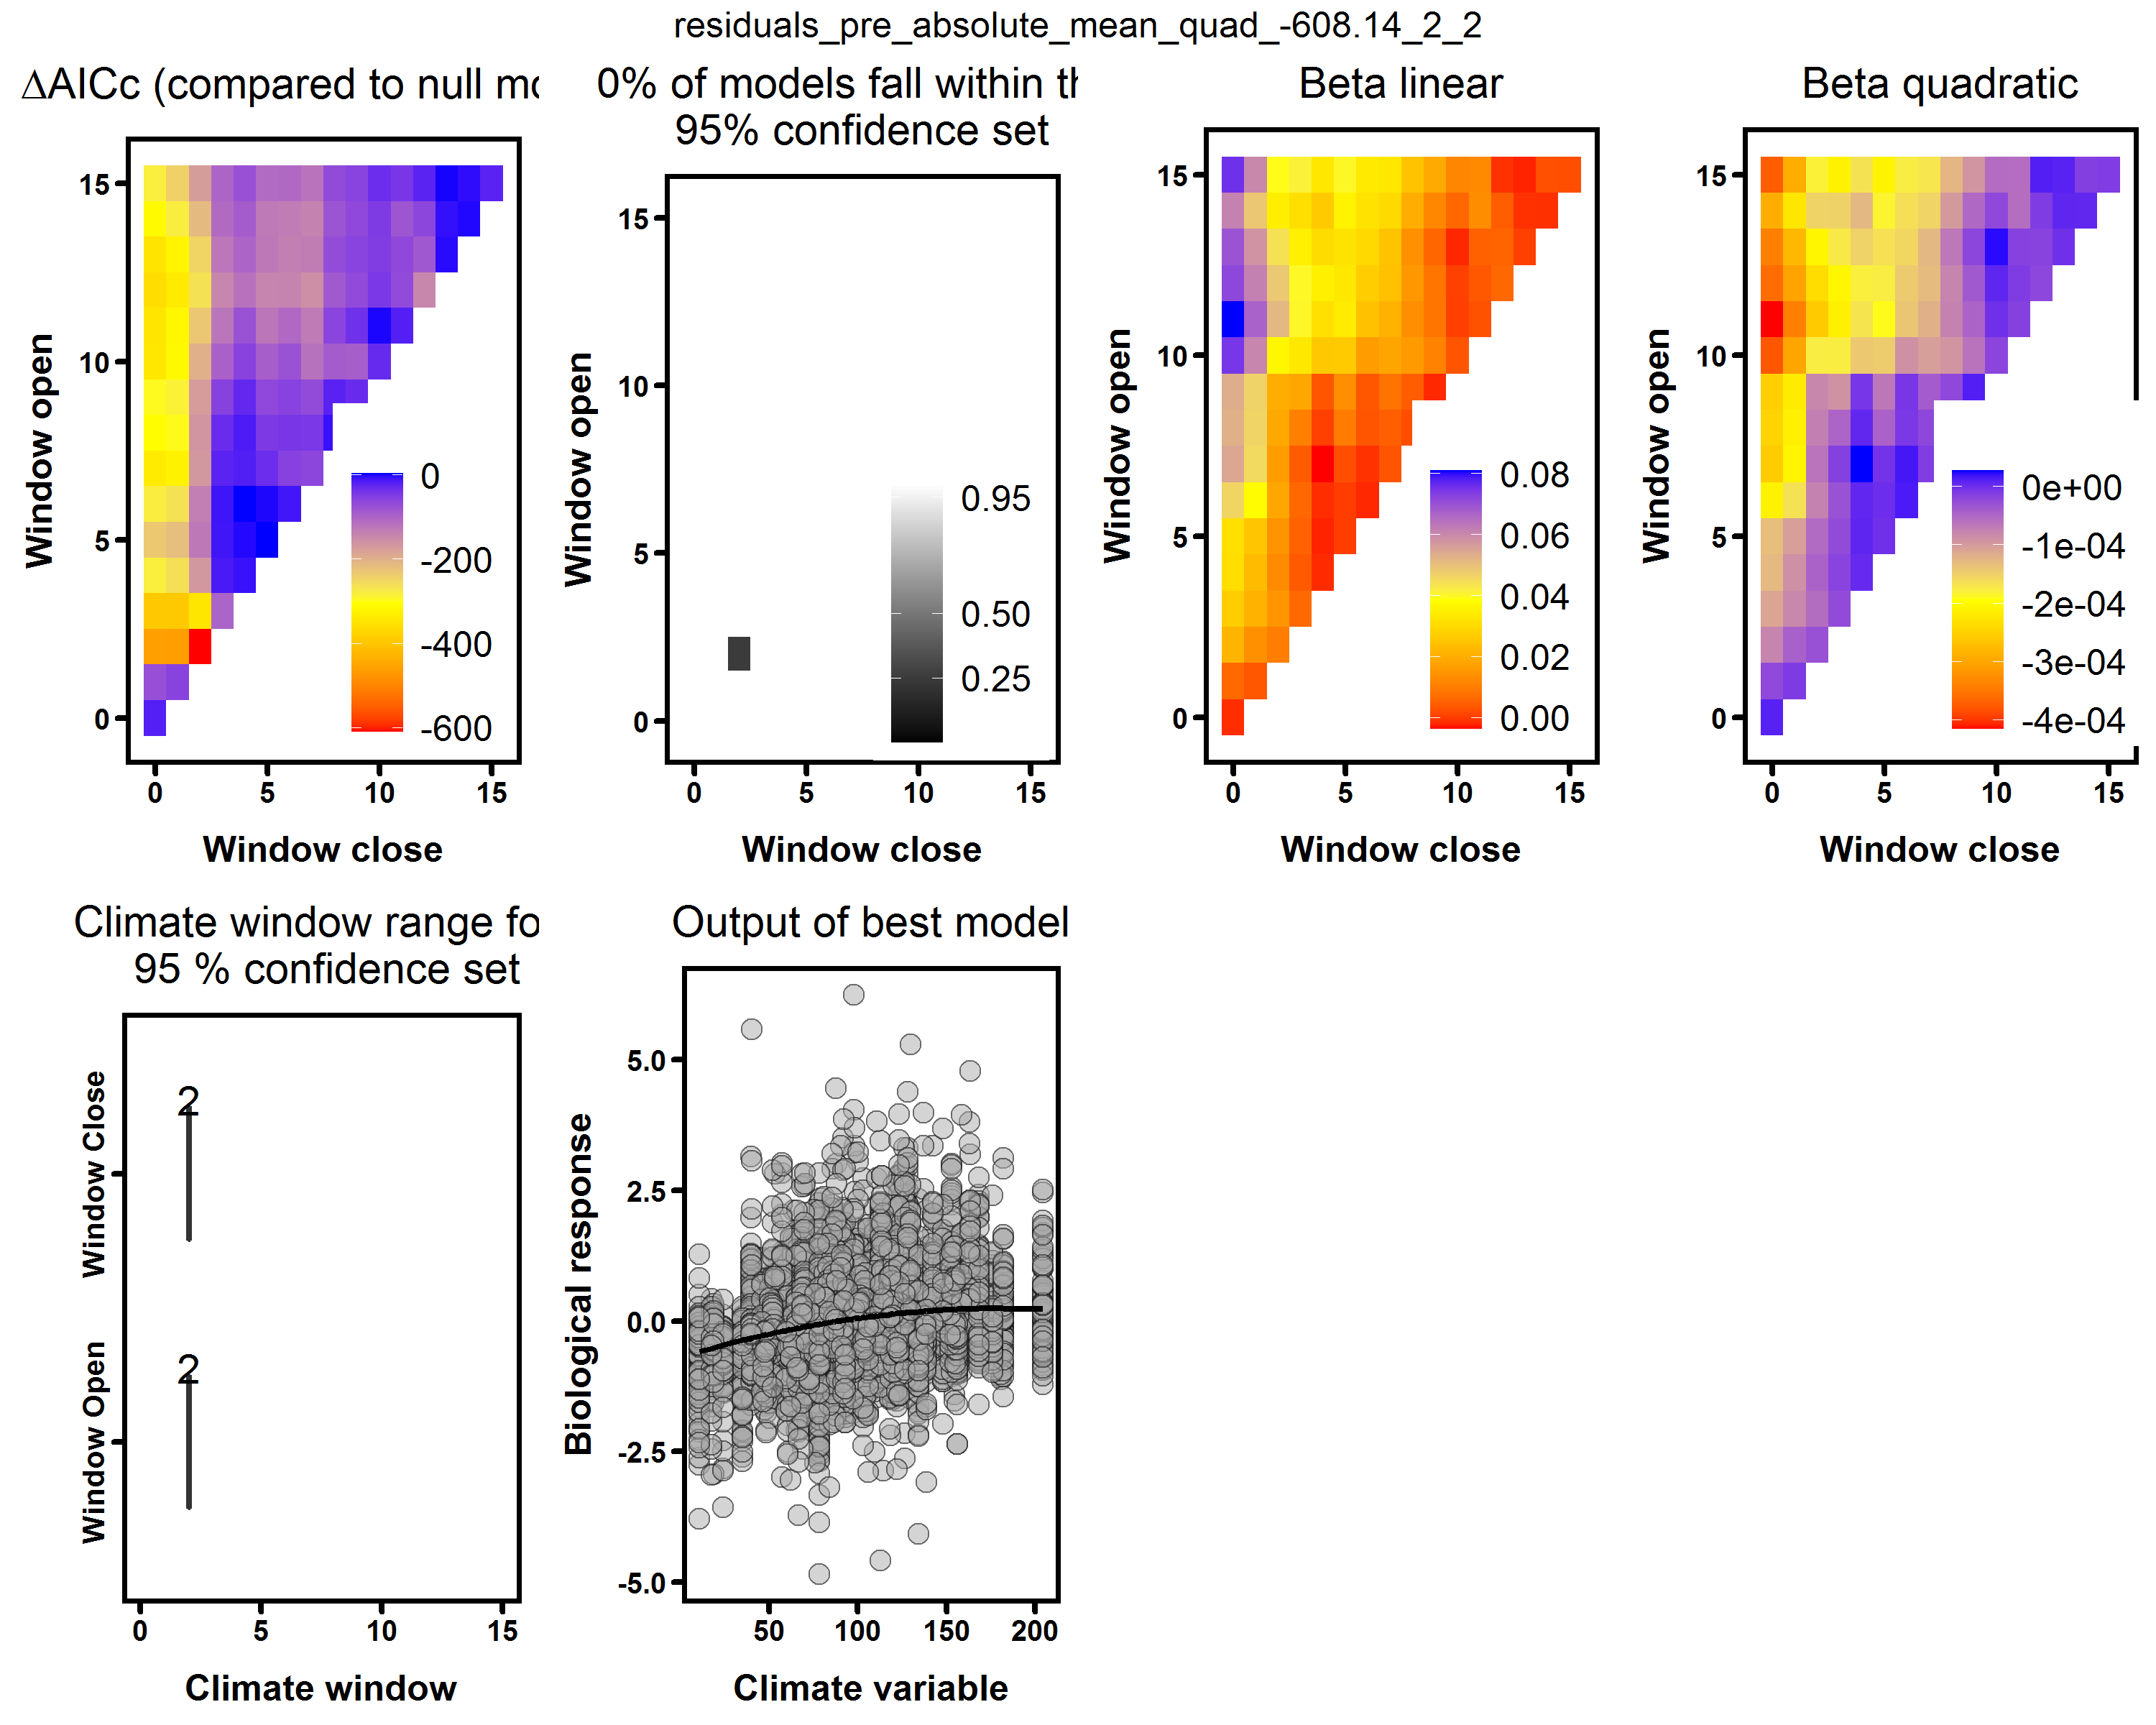 residuals_pre_absolute_mean_quad_-608.14_2_2
ΔAICc (compared to null mo
15
10
5
0
0
-200
-400
-600
0
5
10
15
Window open
Window close
0% of models fall within th
95% confidence set
15
10
5
0
0.95
0.50
0.25
0
5
10
15
Window open
Window close
Beta linear
15
10
5
0
0.08
0.06
0.04
0.02
0.00
0
5
10
15
Window open
Window close
Beta quadratic
15
10
5
0
0e+00
-1e-04
-2e-04
-3e-04
-4e-04
0
5
10
15
Window open
Window close
Climate window range fo
95 % confidence set
Window Close
2
Window Open
2
0
5
10
15
Climate window
Output of best model
5.0
2.5
0.0
-2.5
-5.0
50
100
150
200
Biological response
Climate variable